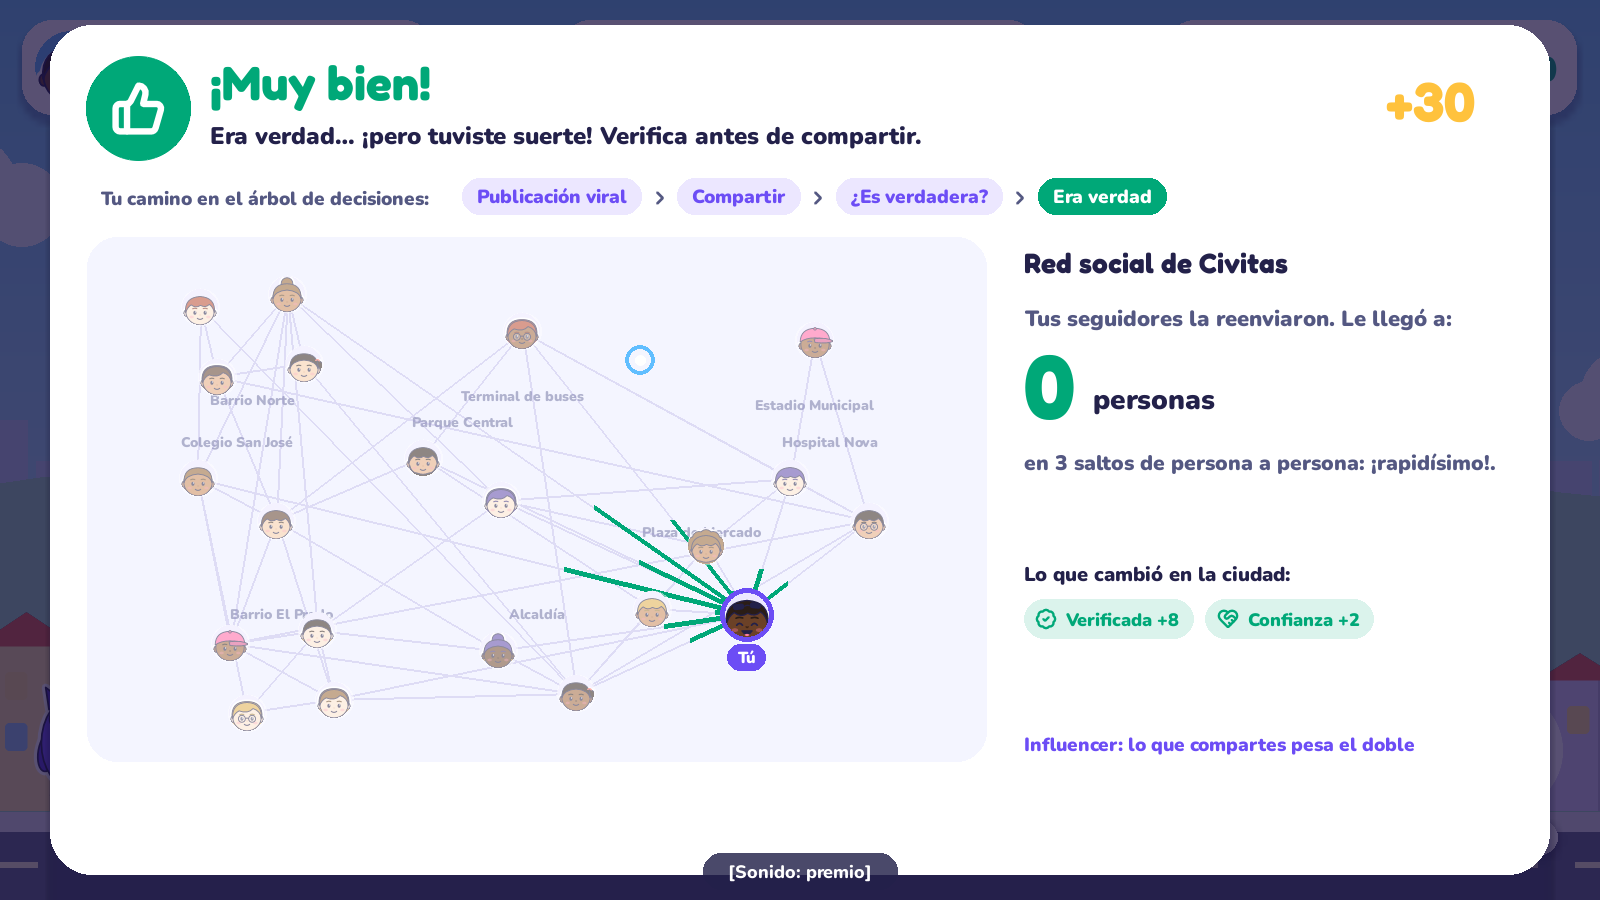 ¡Muy bien!
+30
Era verdad... ¡pero tuviste suerte! Verifica antes de compartir.
Tu camino en el árbol de decisiones:
Publicación viral
Compartir
¿Es verdadera?
Era verdad
Red social de Civitas
Tus seguidores la reenviaron. Le llegó a:
0 personas
en 3 saltos de persona a persona: ¡rapidísimo!.
Barrio Norte
Terminal de buses
Parque Central
Estadio Municipal
Colegio San José
Hospital Nova
Plaza
Barrio El
Alcaldía
Tú
Lo que cambió en la ciudad:
Verificada +8
Confianza +2
Influencer: lo que compartes pesa el doble
[Sonido: premio]